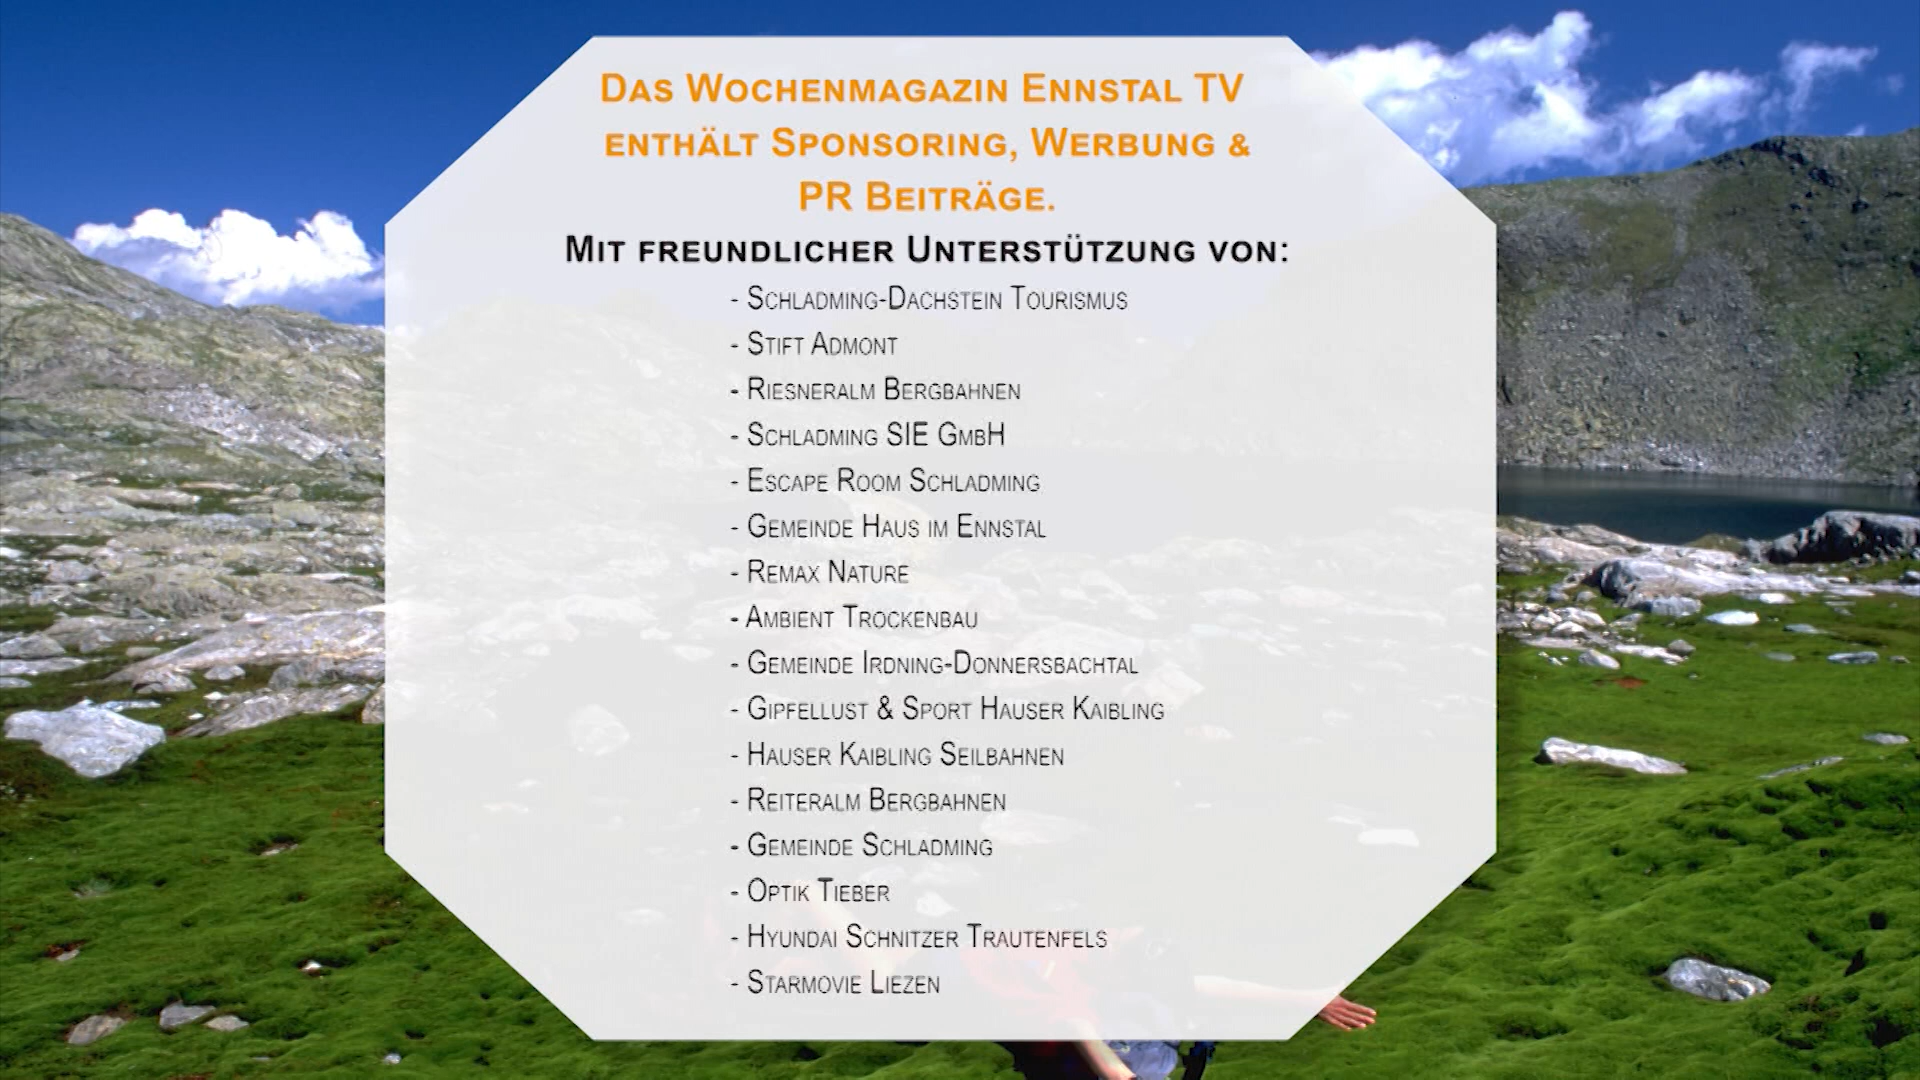 Das Wochenmagazin Ennstal TV
enthält Sponsoring, Werbung &
PR Beiträge.
Mit freundlicher Unterstützung von:
- Schladming-Dachstein Tourismus
- Stift Admont
- Riesneralm Bergbahnen
- Schladming SIE GmbH
- Escape Room Schladming
- Gemeinde Haus im Ennstal
- Remax Nature
- Ambient Trockenbau
- Gemeinde Irdning-Donnersbachtal
- Gipfellust & Sport Hauser Kaibling
- Hauser Kaibling Seilbahnen
- Reiteralm Bergbahnen
- Gemeinde Schladming
- Optik Tieber
- Hyundai Schnitzer Trautenfels
- Starmovie Liezen